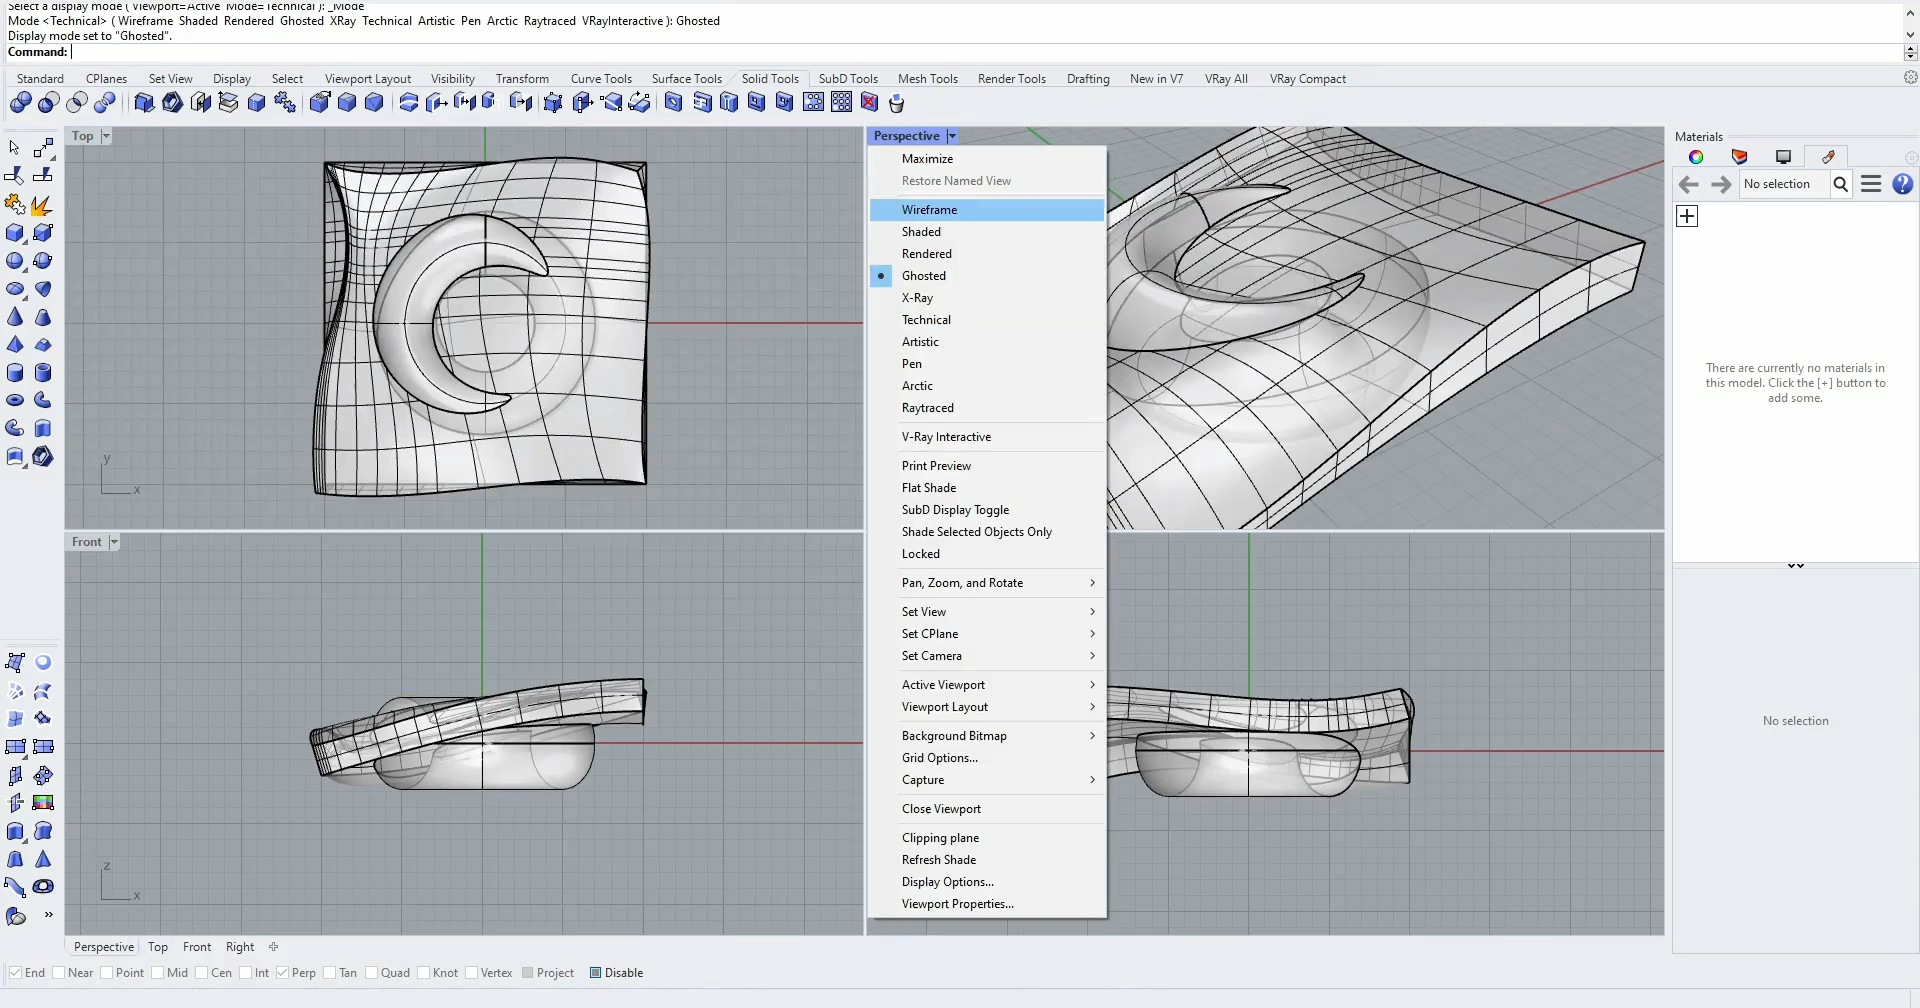 Select a display mode ( Viewport=Active Mode=Technical ): _Mode
Mode <Technical> ( Wireframe Shaded Rendered Ghosted XRay Technical Artistic Pen Arctic Raytraced VRayInteractive ): Ghosted
Display mode set to "Ghosted".
Command:
Standard CPlanes Set View Display Select Viewport Layout Visibility Transform Curve Tools Surface Tools Solid Tools SubD Tools Mesh Tools Render Tools Drafting New in V7 VRay All VRay Compact
Top
Perspective
Maximize
Restore Named View
Wireframe
Shaded
Rendered
Ghosted
X-Ray
Technical
Artistic
Pen
Arctic
Raytraced
V-Ray Interactive
Print Preview
Flat Shade
SubD Display Toggle
Shade Selected Objects Only
Locked
Pan, Zoom, and Rotate
Set View
Set CPlane
Set Camera
Active Viewport
Viewport Layout
Background Bitmap
Grid Options...
Capture
Close Viewport
Clipping plane
Refresh Shade
Display Options...
Viewport Properties...
y
x
Front
z
x
Materials
No selection
There are currently no materials in
this model. Click the [+] button to
add some.
No selection
Perspective Top Front Right
End Near Point Mid Cen Int Perp Tan Quad Knot Vertex Project Disable